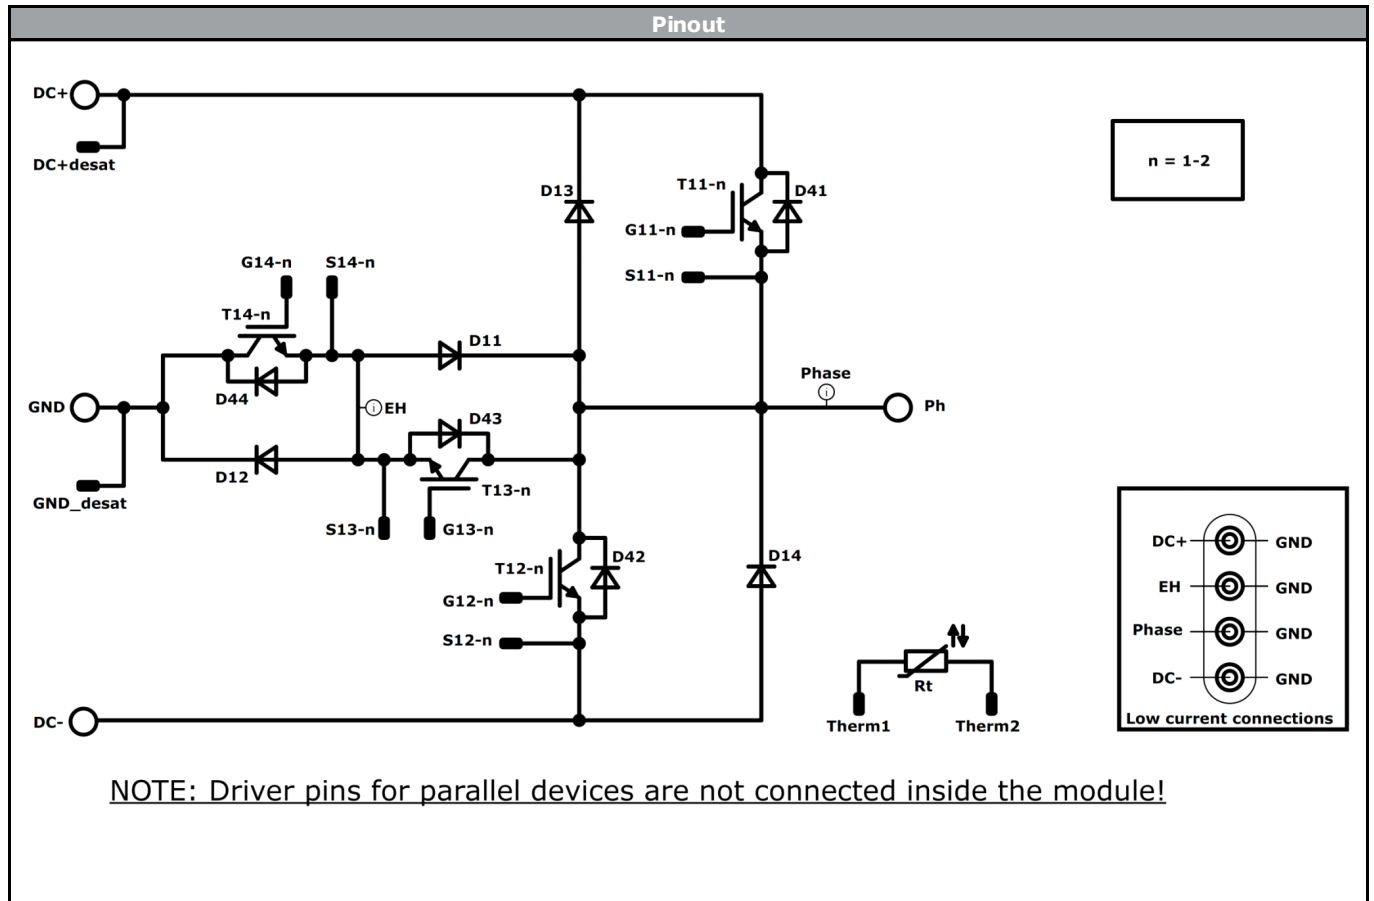 Pinout
DC+
DC+desat
n = 1-2
T11-n
D41
D13
G11-n
S11-n
G14-n
S14-n
T14-n
D11
D44
Phase
i
GND
i
EH
Ph
D43
D12
GND_desat
T13-n
S13-n
G13-n
T12-n
D42
D14
G12-n
S12-n
DC+
GND
EH
GND
Phase
GND
DC-
GND
Low current connections
Rt
Therm1
Therm2
DC-
NOTE: Driver pins for parallel devices are not connected inside the module!